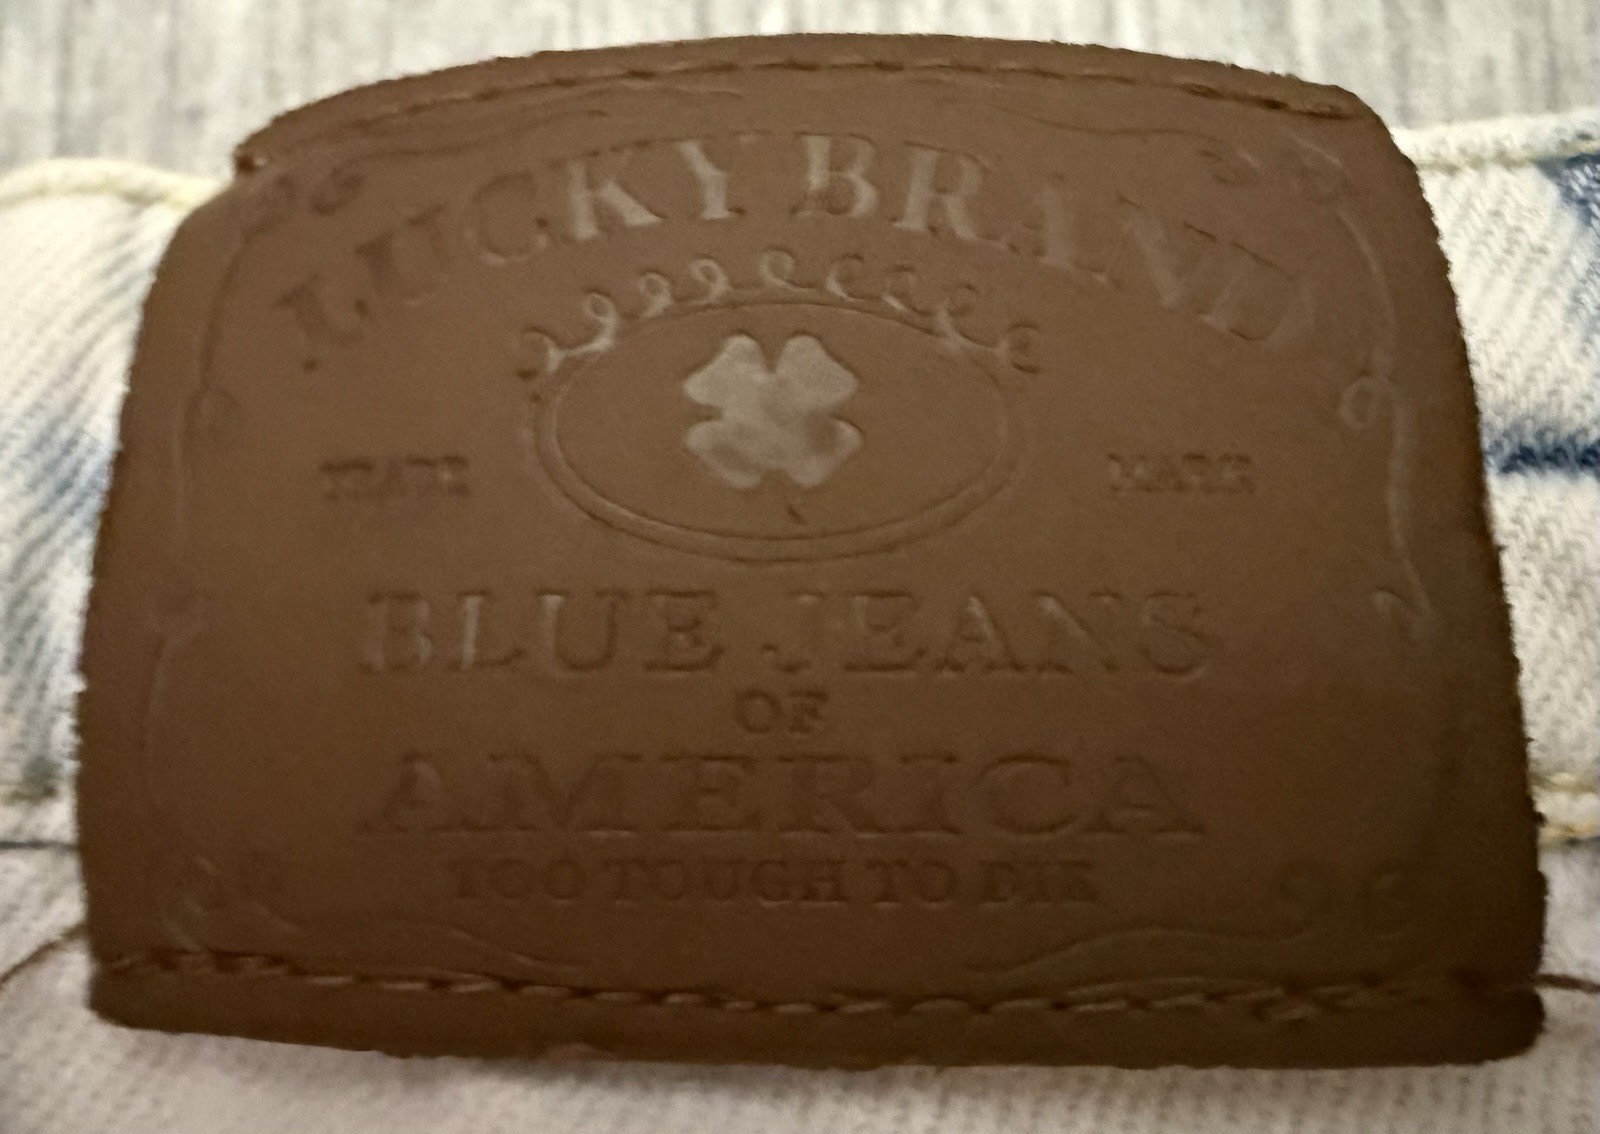 LUCKY BRAND
TRADE MARK
BLUE JEANS
OF
AMERICA
TOO TOUGH TO DIE